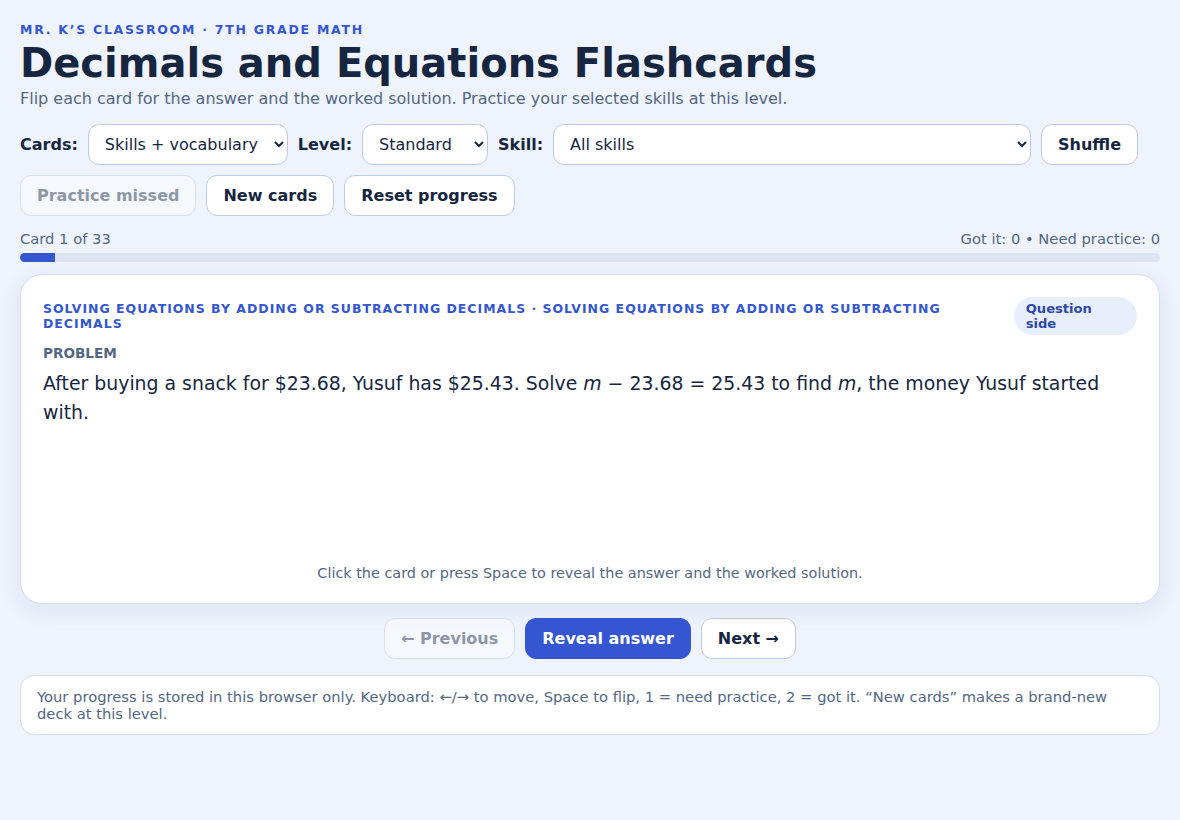 MR. K’S CLASSROOM · 7TH GRADE MATH
Decimals and Equations Flashcards
Flip each card for the answer and the worked solution. Practice your selected skills at this level.
Cards: Skills + vocabulary Level: Standard Skill: All skills Shuffle
Practice missed New cards Reset progress
Card 1 of 33 Got it: 0 • Need practice: 0
SOLVING EQUATIONS BY ADDING OR SUBTRACTING DECIMALS · SOLVING EQUATIONS BY ADDING OR SUBTRACTING
DECIMALS
Question
side
PROBLEM
After buying a snack for $23.68, Yusuf has $25.43. Solve m − 23.68 = 25.43 to find m, the money Yusuf started
with.
Click the card or press Space to reveal the answer and the worked solution.
← Previous Reveal answer Next →
Your progress is stored in this browser only. Keyboard: ←/→ to move, Space to flip, 1 = need practice, 2 = got it. “New cards” makes a brand-new
deck at this level.